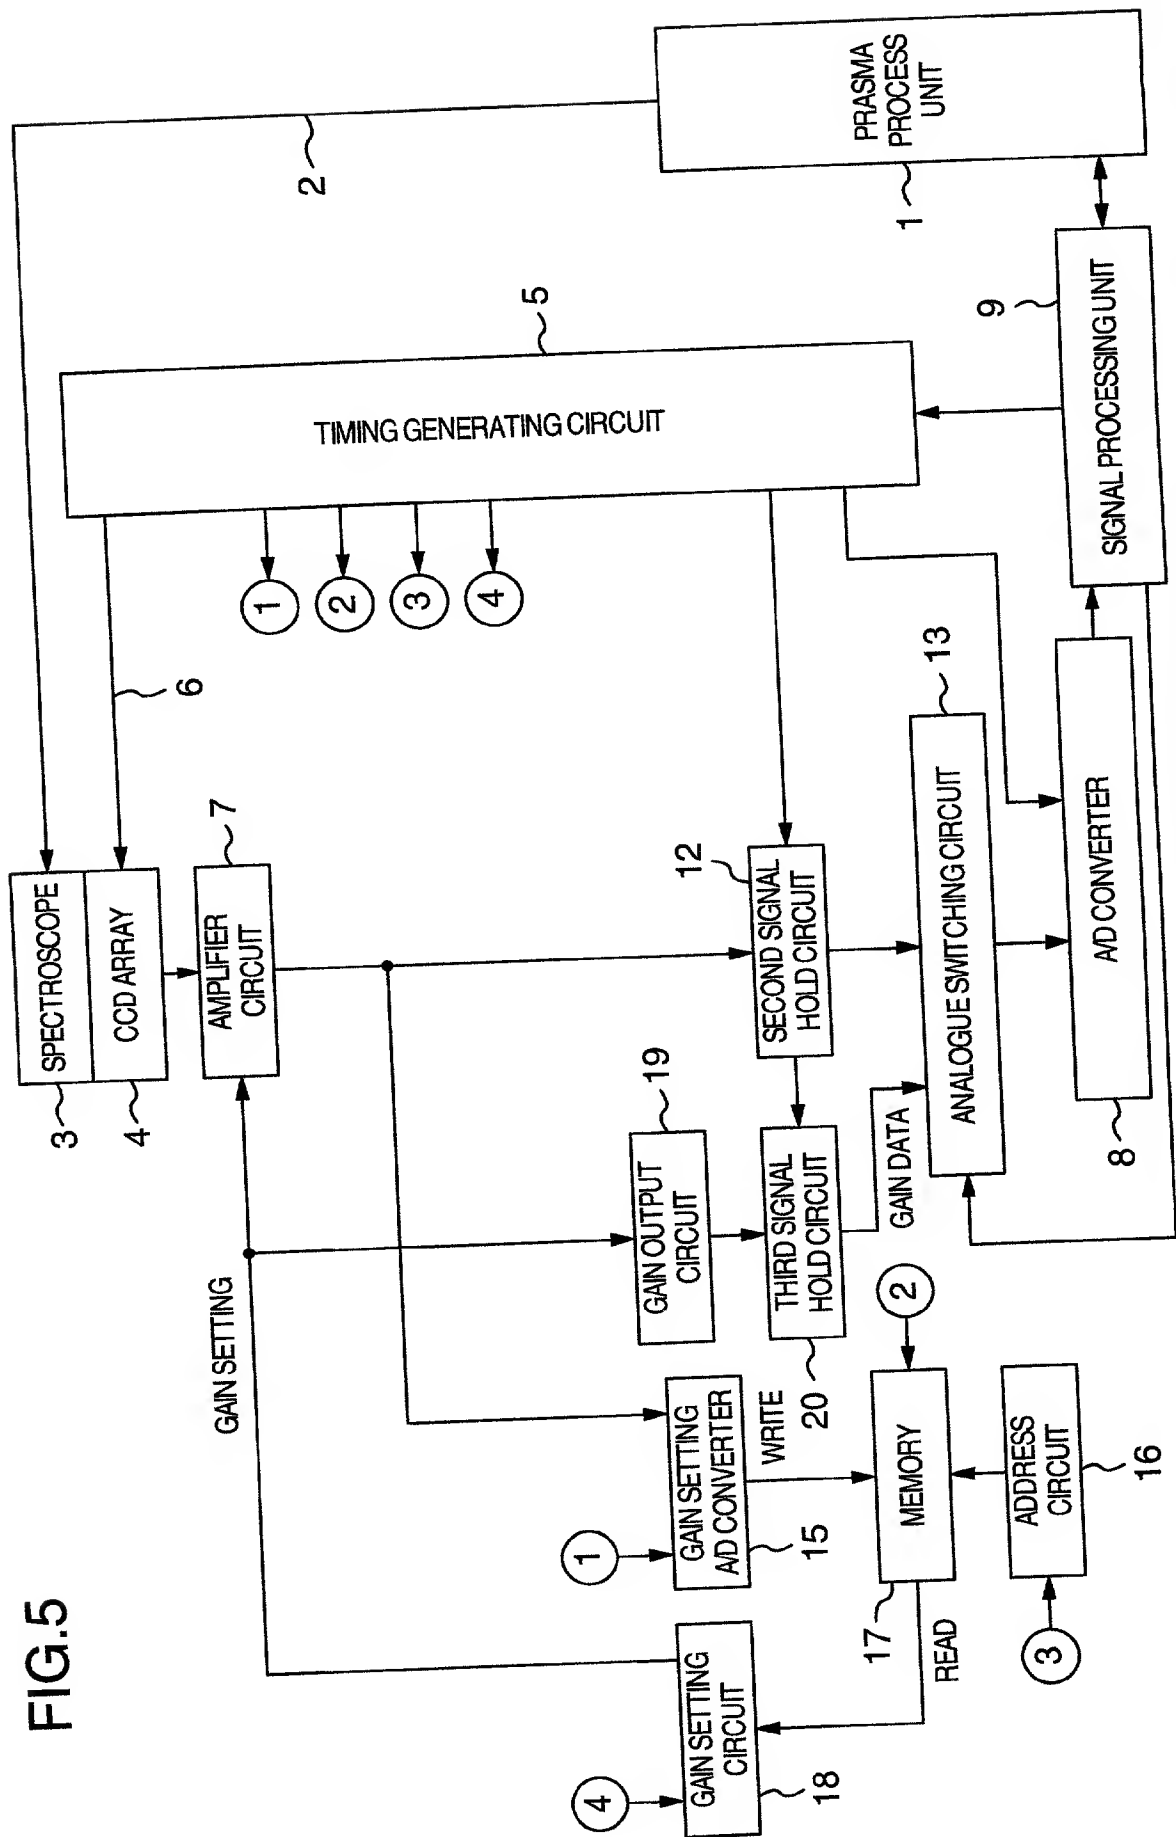 FIG.5
GAIN SETTING
3
SPECTROSCOPE
CCD ARRAY
4
AMPLIFIER
CIRCUIT
7
6
2
TIMING GENERATING CIRCUIT
5
1
2
3
4
PRASMA
PROCESS
UNIT
1
4
GAIN SETTING
CIRCUIT
18
1
GAIN SETTING
A/D CONVERTER
15
WRITE
GAIN OUTPUT
CIRCUIT
19
THIRD SIGNAL
HOLD CIRCUIT
20
SECOND SIGNAL
HOLD CIRCUIT
12
GAIN DATA
READ
17
MEMORY
2
3
ADDRESS
CIRCUIT
16
ANALOGUE SWITCHING CIRCUIT
13
A/D CONVERTER
8
SIGNAL PROCESSING UNIT
9